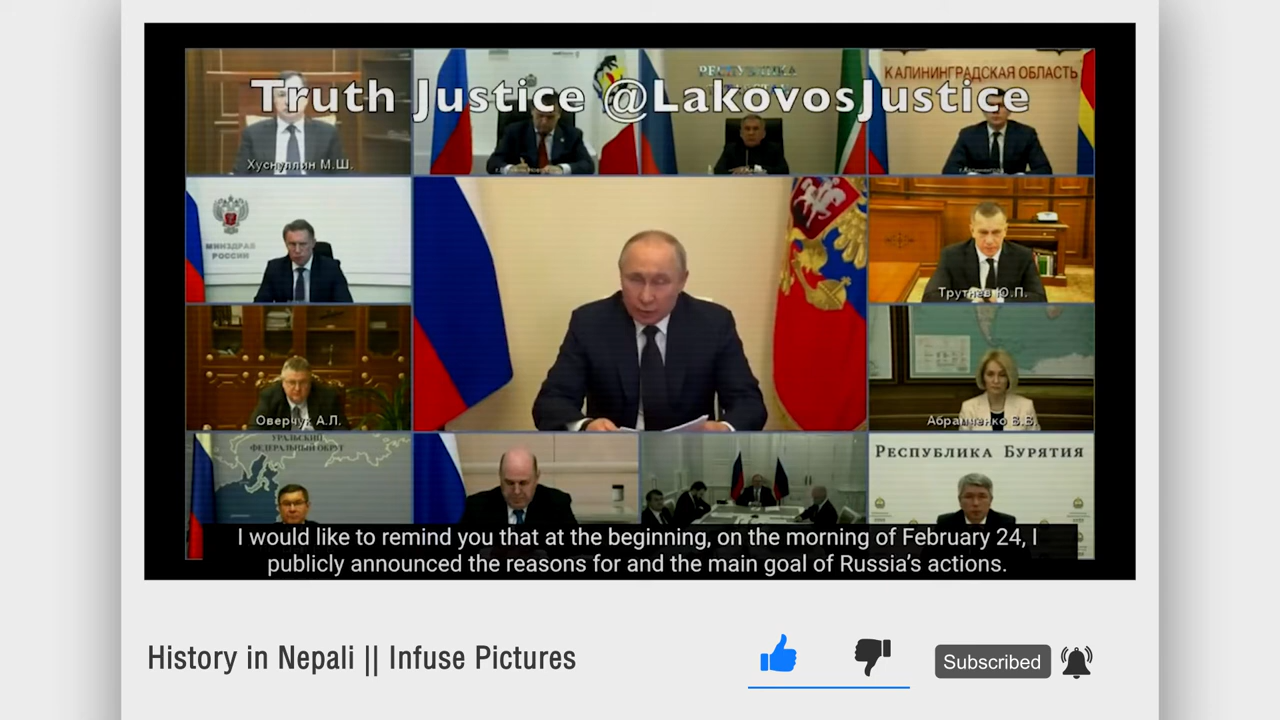 Truth Justice @LakovosJustice
РЕСПУБЛИКА
КАЛИНИНГРАДСКАЯ ОБЛАСТЬ
Хуснуллин М.Ш.
МИНЗДРАВ
РОССИИ
Трутнев Ю.П.
Оверчук А.Л.
Абрамченко В.В.
УРАЛЬСКИЙ
ФЕДЕРАЛЬНЫЙ ОКРУГ
РЕСПУБЛИКА БУРЯТИЯ
I would like to remind you that at the beginning, on the morning of February 24, I
publicly announced the reasons for and the main goal of Russia's actions.
History in Nepali || Infuse Pictures
Subscribed